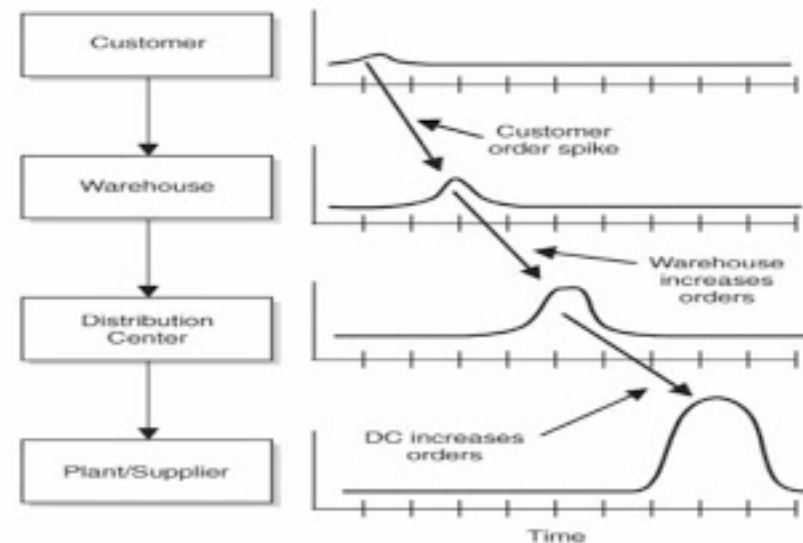 Customer
Customer
order spike
Warehouse
Warehouse
increases
orders
Distribution
Center
DC increases
orders
Plant/Supplier
Time